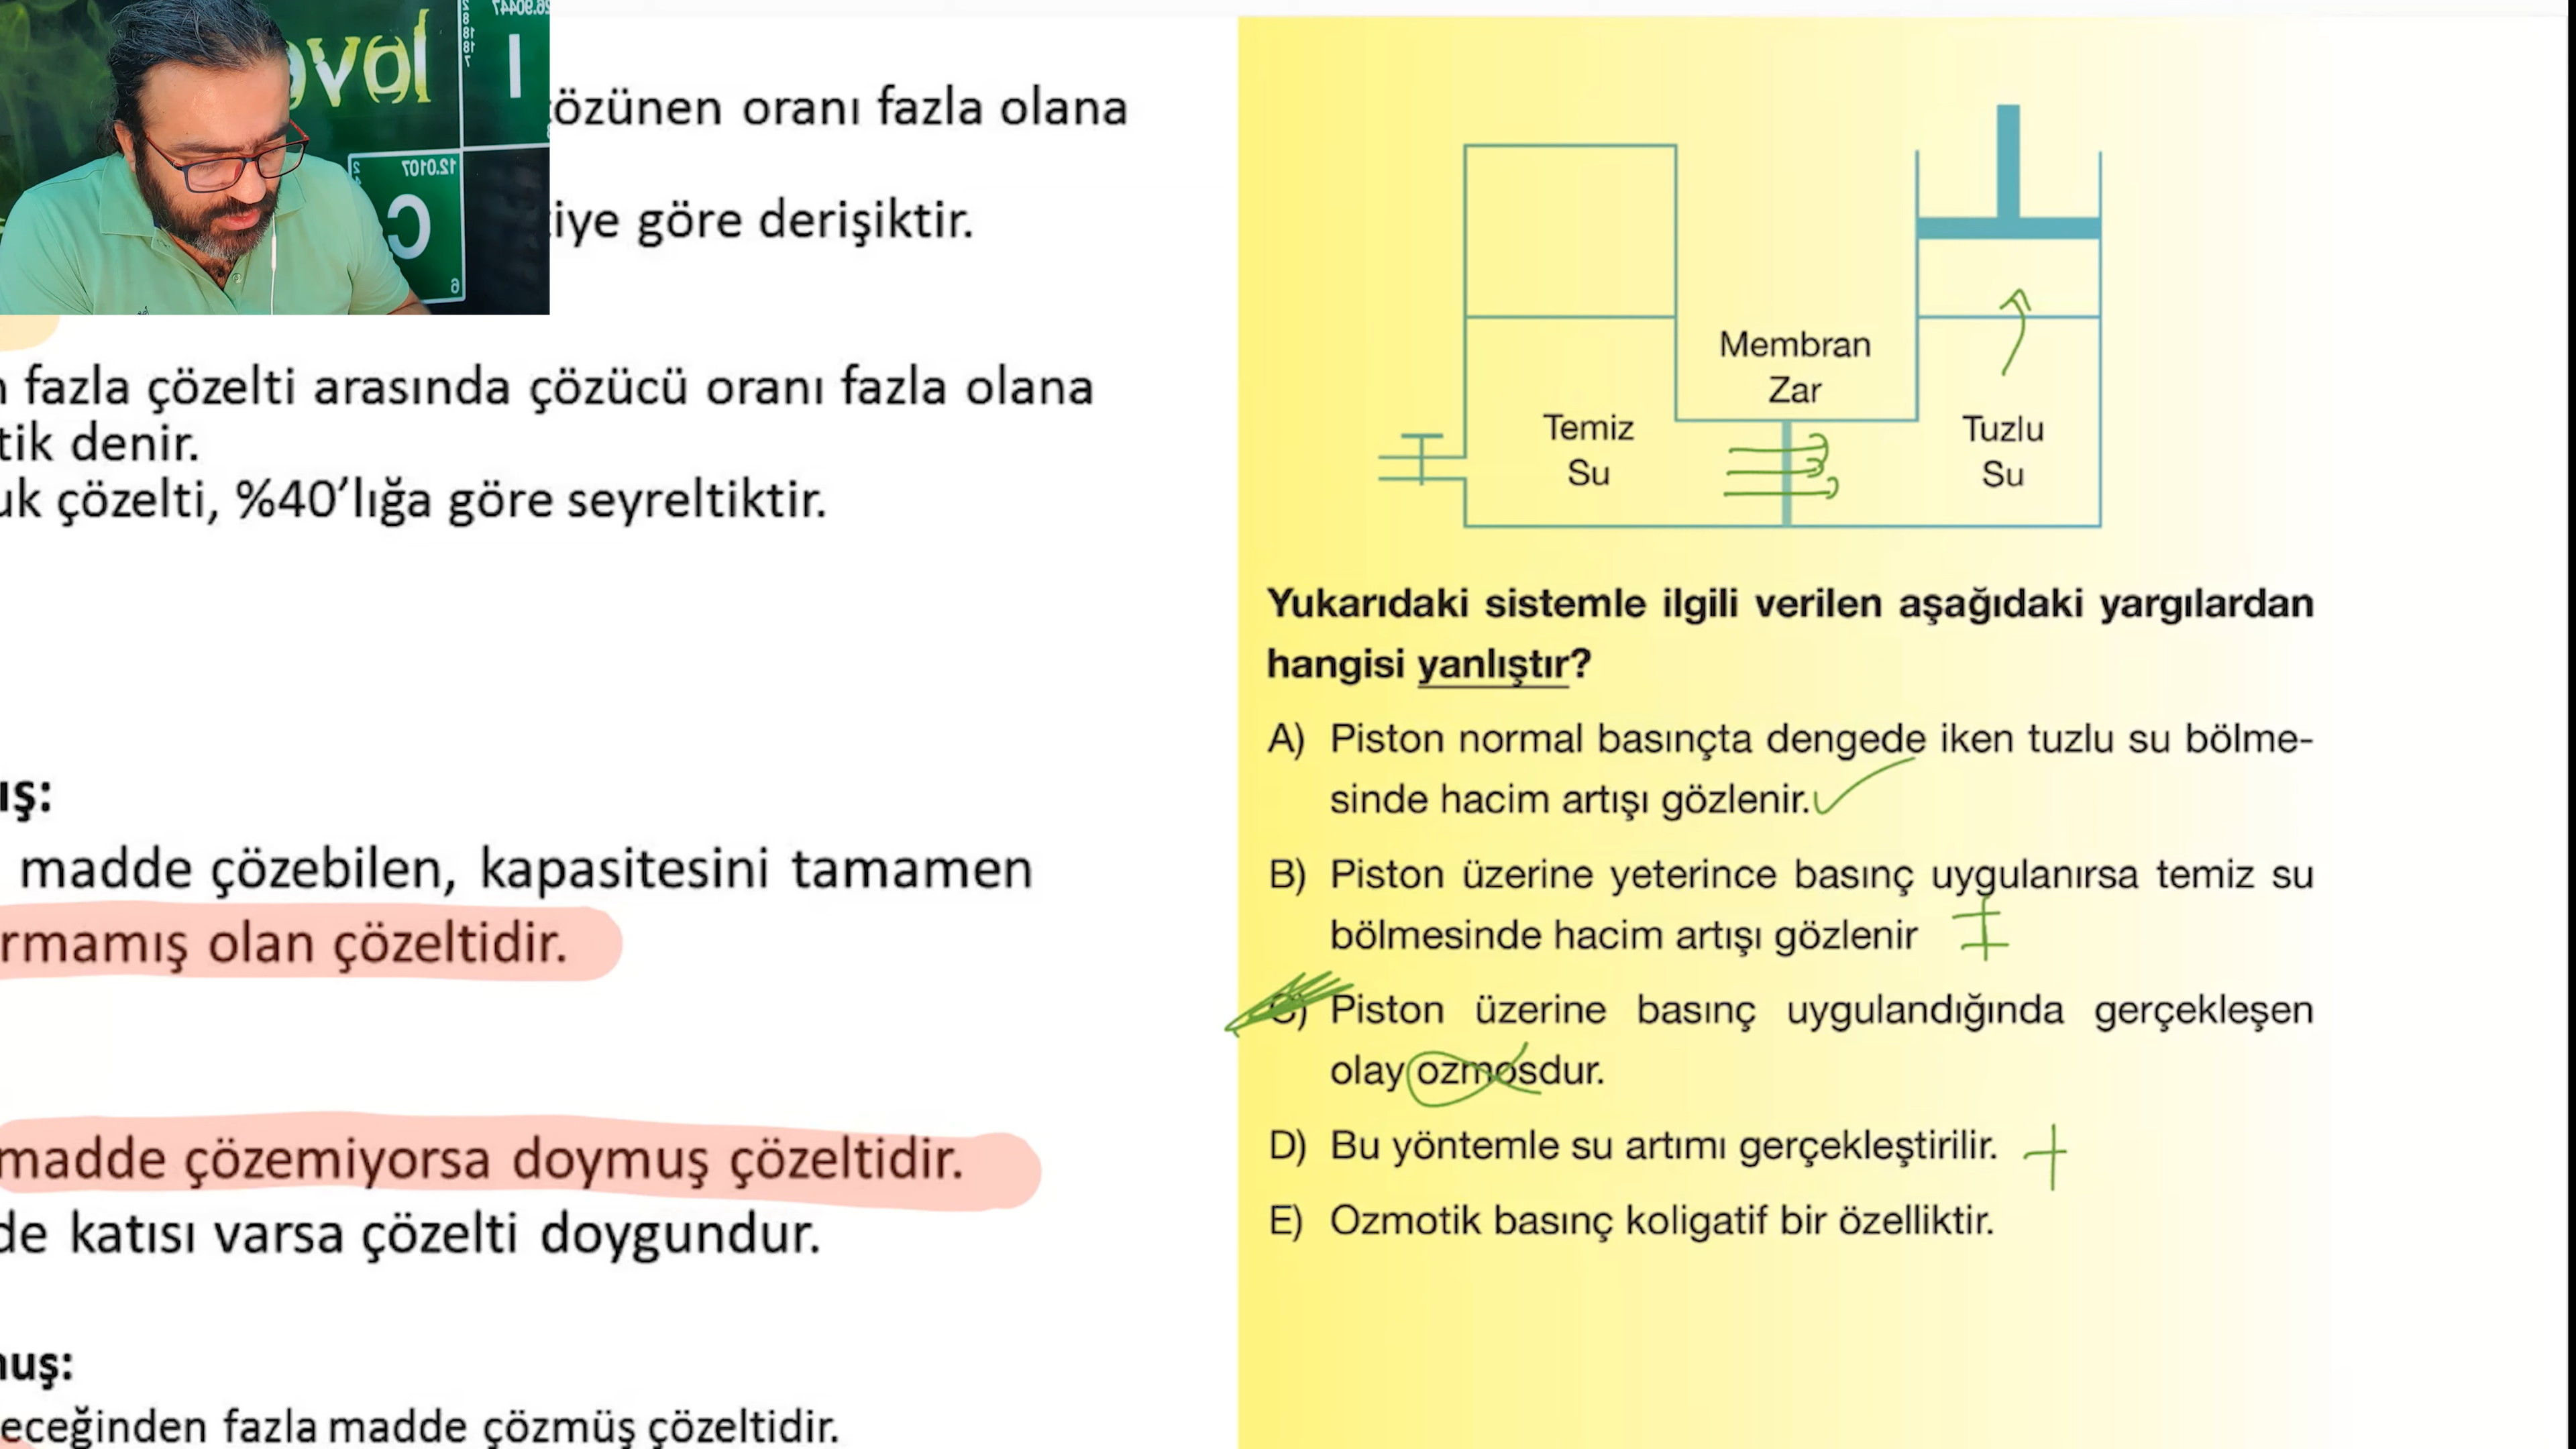 çözünen oranı fazla olana
göre derişiktir.
fazla çözelti arasında çözücü oranı fazla olana
tik denir.
uk çözelti, %40'lığa göre seyreltiktir.
ış:
madde çözebilen, kapasitesini tamamen
rmamış olan çözeltidir.
madde çözemiyorsa doymuş çözeltidir.
de katısı varsa çözelti doygundur.
nuş:
eceğinden fazla madde çözmüş çözeltidir.
I
12.0107
C
6
Membran
Zar
Temiz
Su
Tuzlu
Su
Yukarıdaki sistemle ilgili verilen aşağıdaki yargılardan
hangisi yanlıştır?
A) Piston normal basınçta dengede iken tuzlu su bölme-
sinde hacim artışı gözlenir.
B) Piston üzerine yeterince basınç uygulanırsa temiz su
bölmesinde hacim artışı gözlenir
C) Piston üzerine basınç uygulandığında gerçekleşen
olay ozmosdur.
D) Bu yöntemle su artımı gerçekleştirilir.
E) Ozmotik basınç koligatif bir özelliktir.